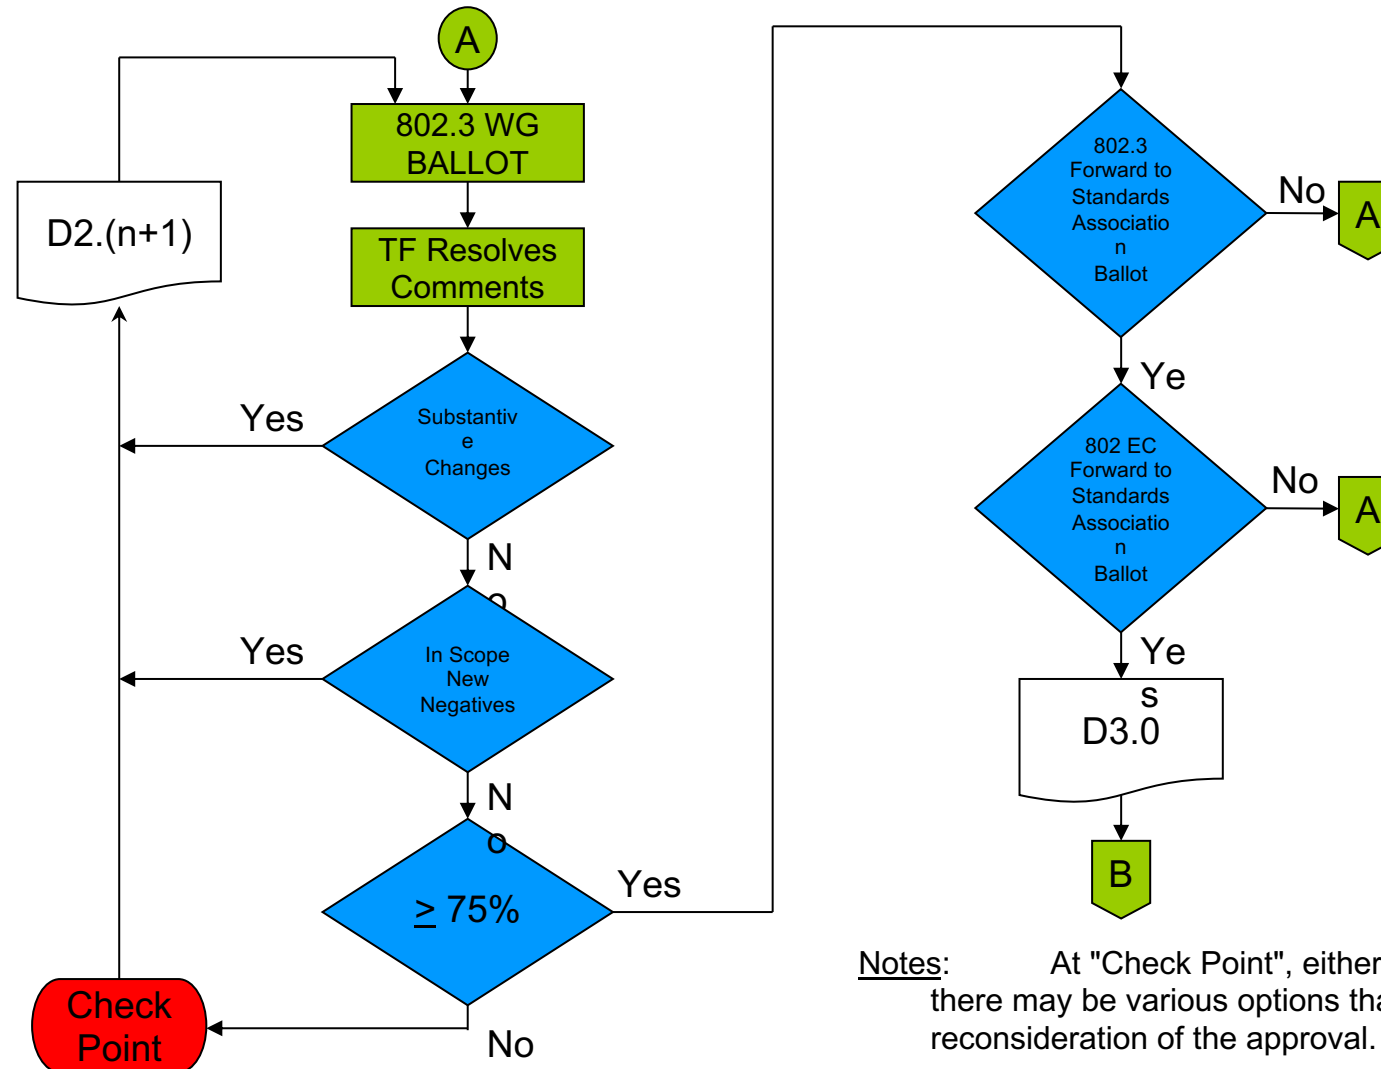 A
802.3 WG
BALLOT
D2.(n+1)
TF Resolves
Comments
Yes
Substantiv
e
Changes
N
o
Yes
In Scope
New
Negatives
N
o
≥ 75%
Yes
Check
Point
No
802.3
Forward to
Standards
Associatio
n
Ballot
No
A
Ye
802 EC
Forward to
Standards
Associatio
n
Ballot
No
A
Ye
s
D3.0
B
Notes: At "Check Point", either
there may be various options tha
reconsideration of the approval.